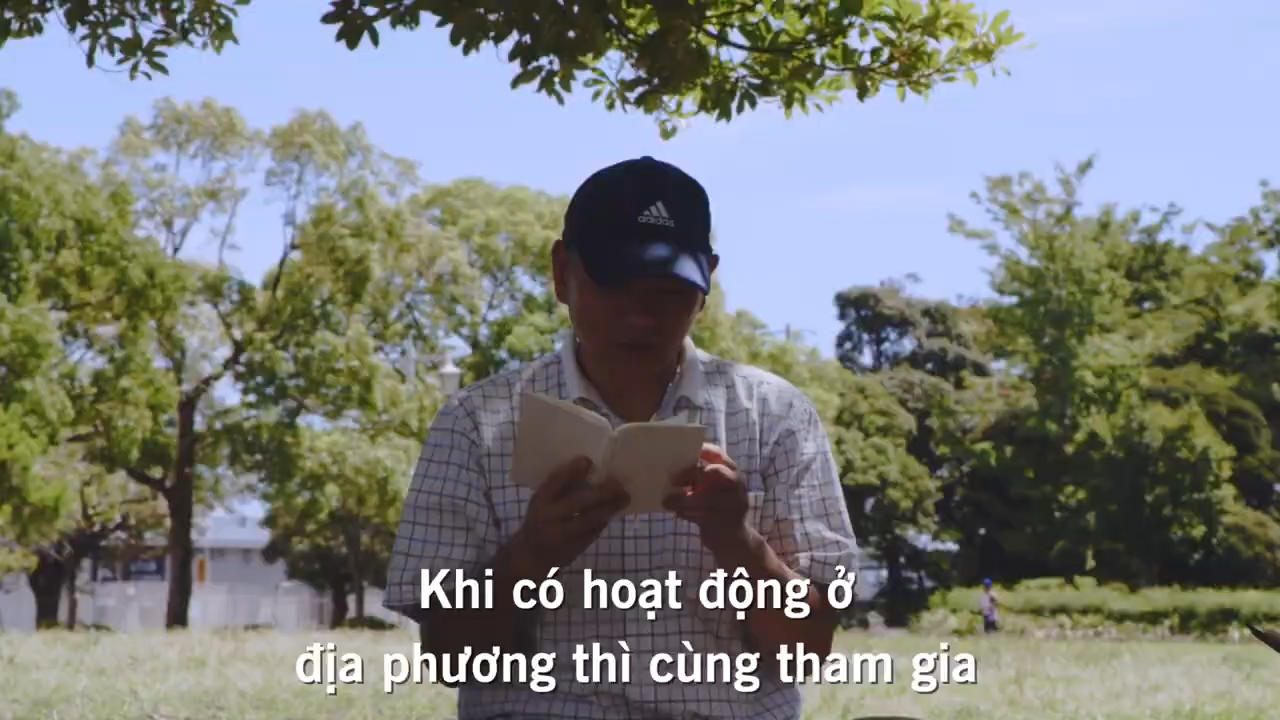 adidas
Khi có hoạt động ở
địa phương thì cùng tham gia